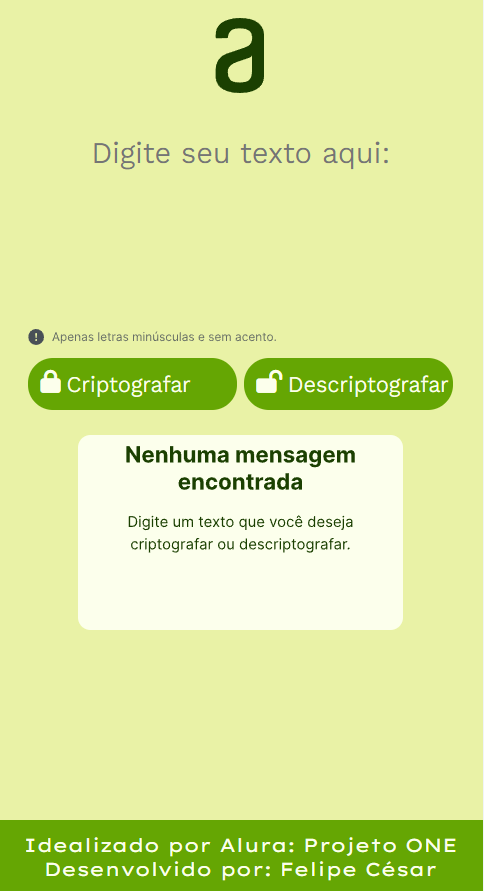 a
Digite seu texto aqui:
! Apenas letras minúsculas e sem acento.
Criptografar
Descriptografar
Nenhuma mensagem
encontrada
Digite um texto que você deseja
criptografar ou descriptografar.
Idealizado por Alura: Projeto ONE
Desenvolvido por: Felipe César